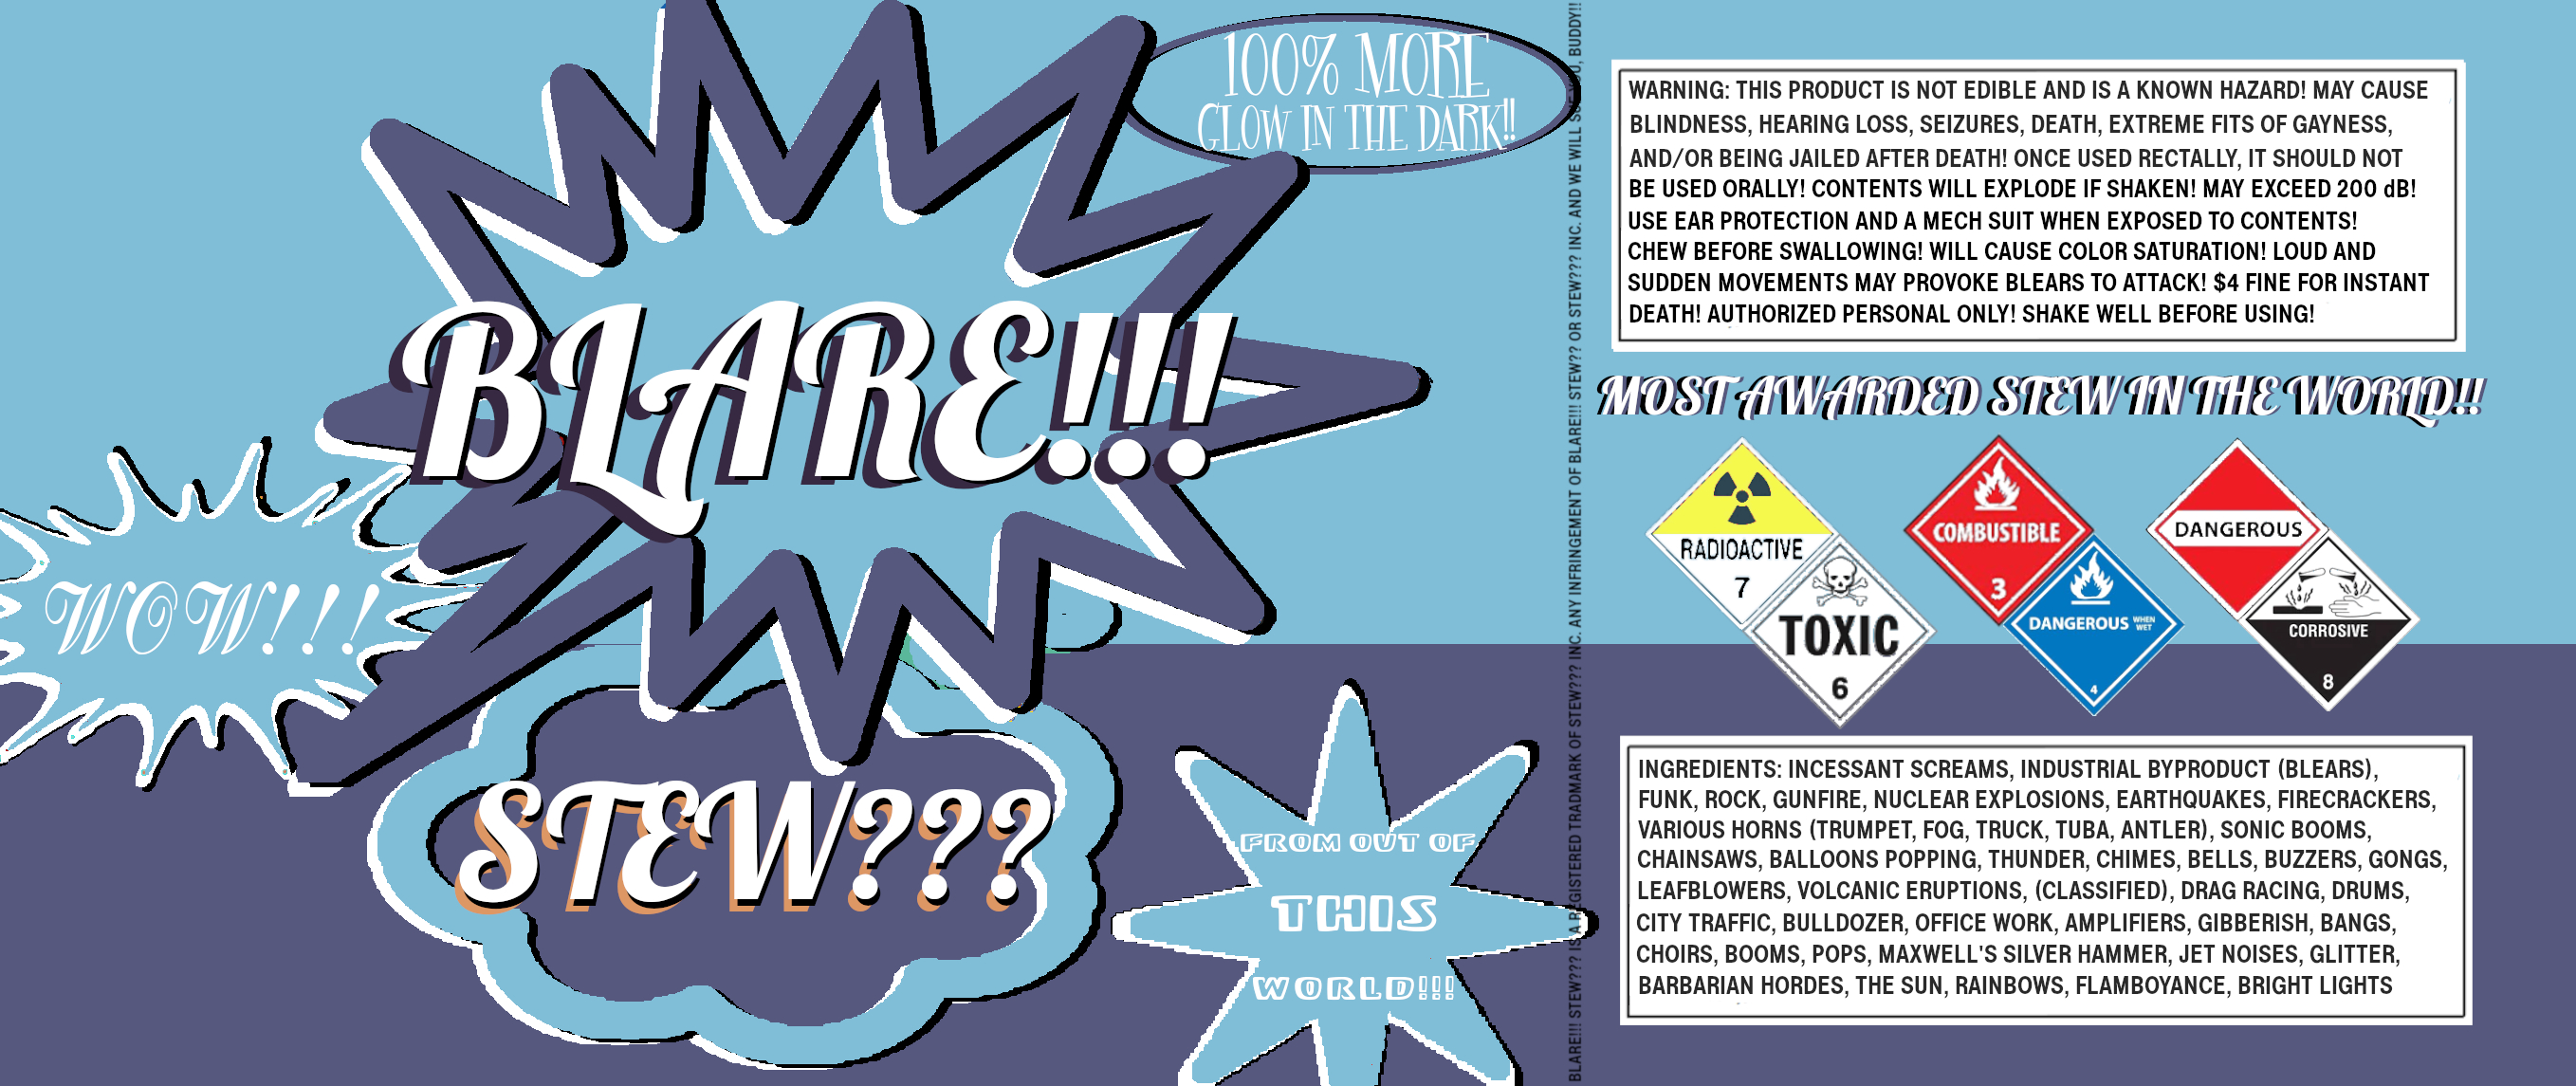 100% MORE
GLOW IN THE DARK!!
BLARE!!!
WOW!!!
STEW???
FROM OUT OF
THIS
WORLD!!!
BLARE!!! STEW??? IS A REGISTERED TRADMARK OF STEW??? INC. ANY INFRINGEMENT OF BLARE!!! STEW?? OR STEW??? INC. AND WE WILL SUE YOU, BUDDY!!
WARNING: THIS PRODUCT IS NOT EDIBLE AND IS A KNOWN HAZARD! MAY CAUSE
BLINDNESS, HEARING LOSS, SEIZURES, DEATH, EXTREME FITS OF GAYNESS,
AND/OR BEING JAILED AFTER DEATH! ONCE USED RECTALLY, IT SHOULD NOT
BE USED ORALLY! CONTENTS WILL EXPLODE IF SHAKEN! MAY EXCEED 200 dB!
USE EAR PROTECTION AND A MECH SUIT WHEN EXPOSED TO CONTENTS!
CHEW BEFORE SWALLOWING! WILL CAUSE COLOR SATURATION! LOUD AND
SUDDEN MOVEMENTS MAY PROVOKE BLEARS TO ATTACK! $4 FINE FOR INSTANT
DEATH! AUTHORIZED PERSONAL ONLY! SHAKE WELL BEFORE USING!
MOST AWARDED STEW IN THE WORLD!!
RADIOACTIVE
7
TOXIC
6
COMBUSTIBLE
3
DANGEROUS WHEN WET
4
DANGEROUS
CORROSIVE
8
INGREDIENTS: INCESSANT SCREAMS, INDUSTRIAL BYPRODUCT (BLEARS),
FUNK, ROCK, GUNFIRE, NUCLEAR EXPLOSIONS, EARTHQUAKES, FIRECRACKERS,
VARIOUS HORNS (TRUMPET, FOG, TRUCK, TUBA, ANTLER), SONIC BOOMS,
CHAINSAWS, BALLOONS POPPING, THUNDER, CHIMES, BELLS, BUZZERS, GONGS,
LEAFBLOWERS, VOLCANIC ERUPTIONS, (CLASSIFIED), DRAG RACING, DRUMS,
CITY TRAFFIC, BULLDOZER, OFFICE WORK, AMPLIFIERS, GIBBERISH, BANGS,
CHOIRS, BOOMS, POPS, MAXWELL'S SILVER HAMMER, JET NOISES, GLITTER,
BARBARIAN HORDES, THE SUN, RAINBOWS, FLAMBOYANCE, BRIGHT LIGHTS